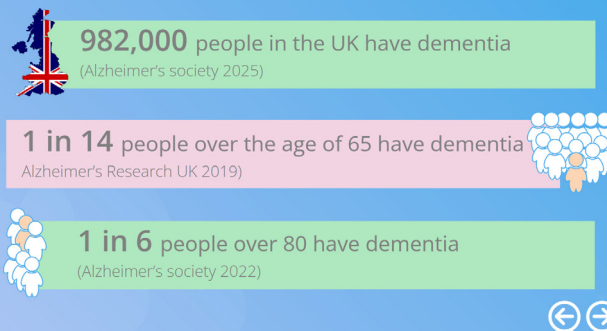 982,000 people in the UK have dementia
(Alzheimer's society 2025)
1 in 14 people over the age of 65 have dementia
Alzheimer's Research UK 2019)
1 in 6 people over 80 have dementia
(Alzheimer's society 2022)